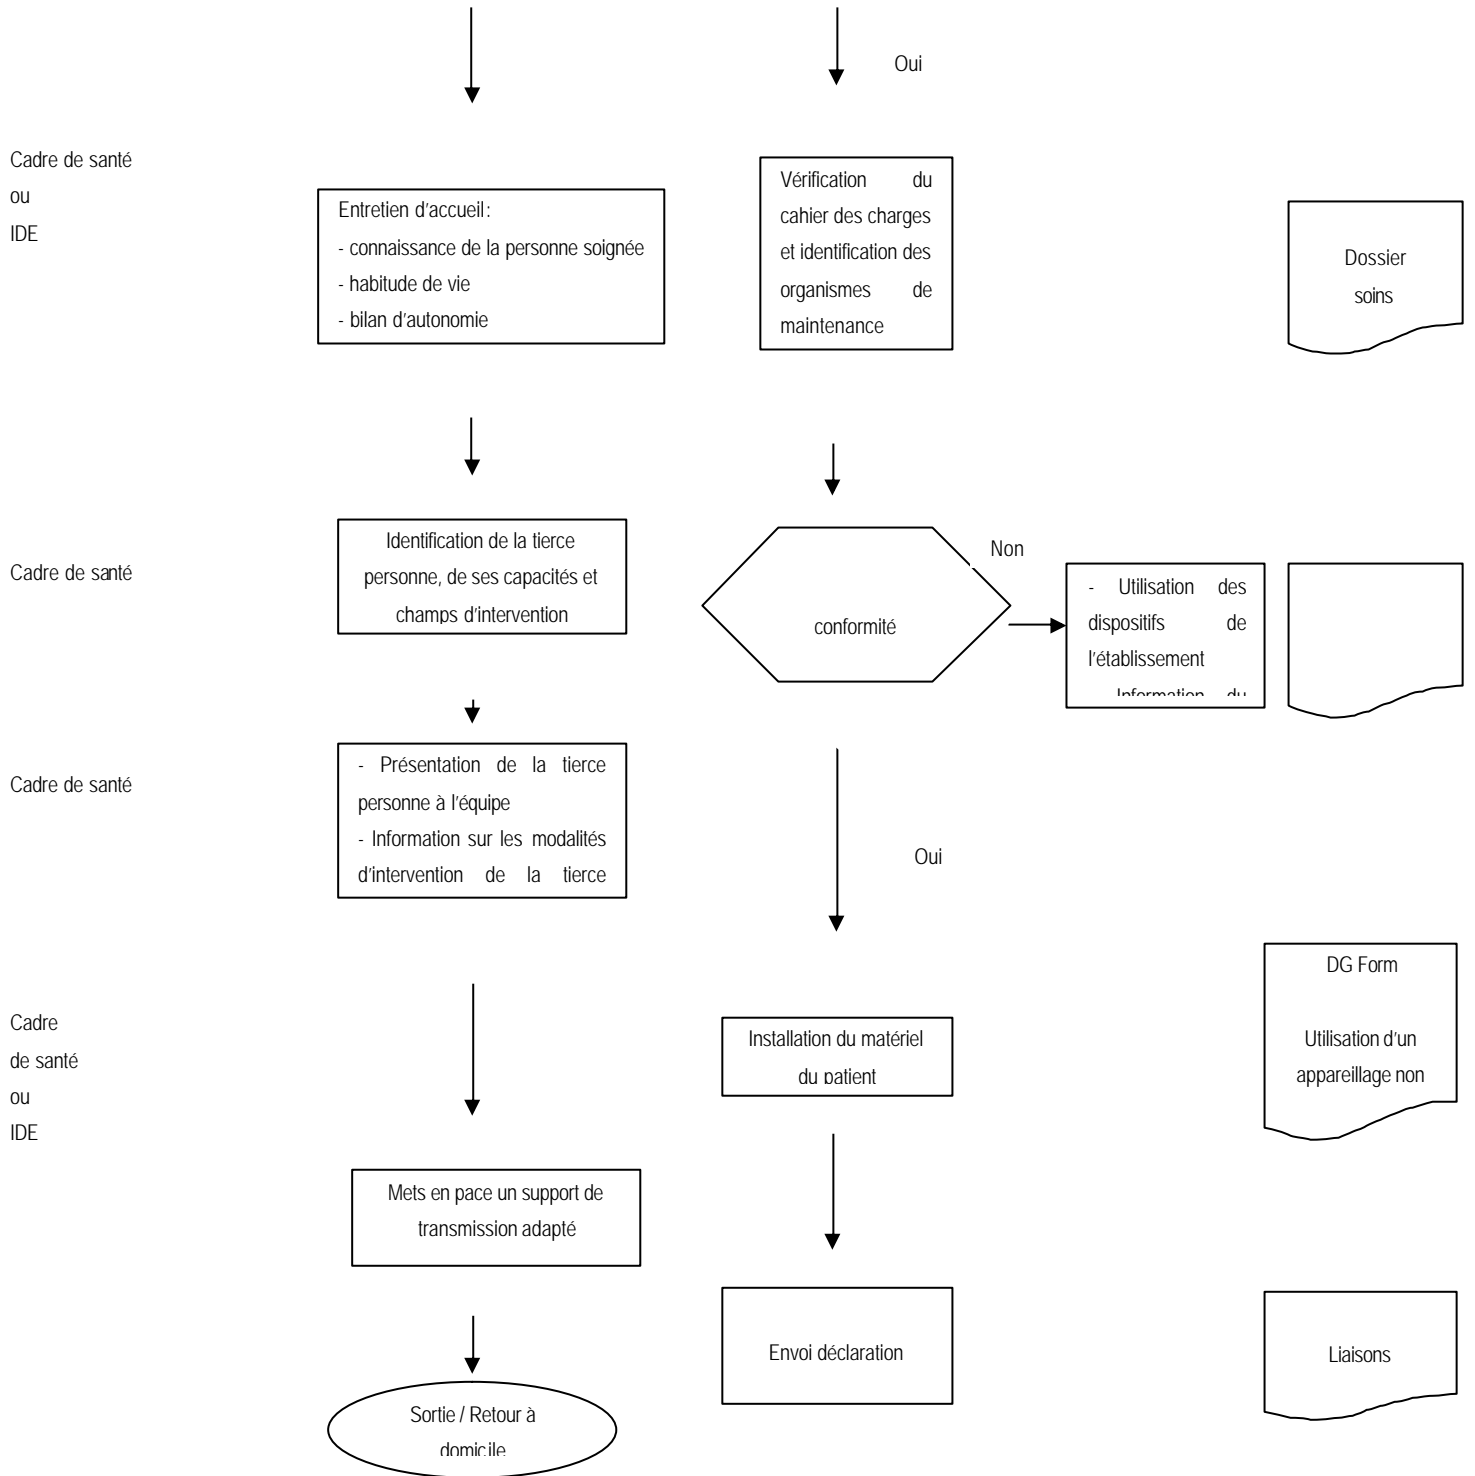 Oui
Cadre de santé
ou
IDE
Entretien d'accueil :
- connaissance de la personne soignée
- habitude de vie
- bilan d'autonomie
Vérification du
cahier des charges
et identification des
organismes de
maintenance
Dossier
soins
Cadre de santé
Identification de la tierce
personne, de ses capacités et
champs d'intervention
conformité
Non
- Utilisation des
dispositifs de
l'établissement
- Information du
Cadre de santé
- Présentation de la tierce
personne à l'équipe
- Information sur les modalités
d'intervention de la tierce
Oui
Cadre
de santé
ou
IDE
Installation du matériel
du patient
DG Form
Utilisation d'un
appareillage non
Mets en pace un support de
transmission adapté
Envoi déclaration
Liaisons
Sortie / Retour à
domicile